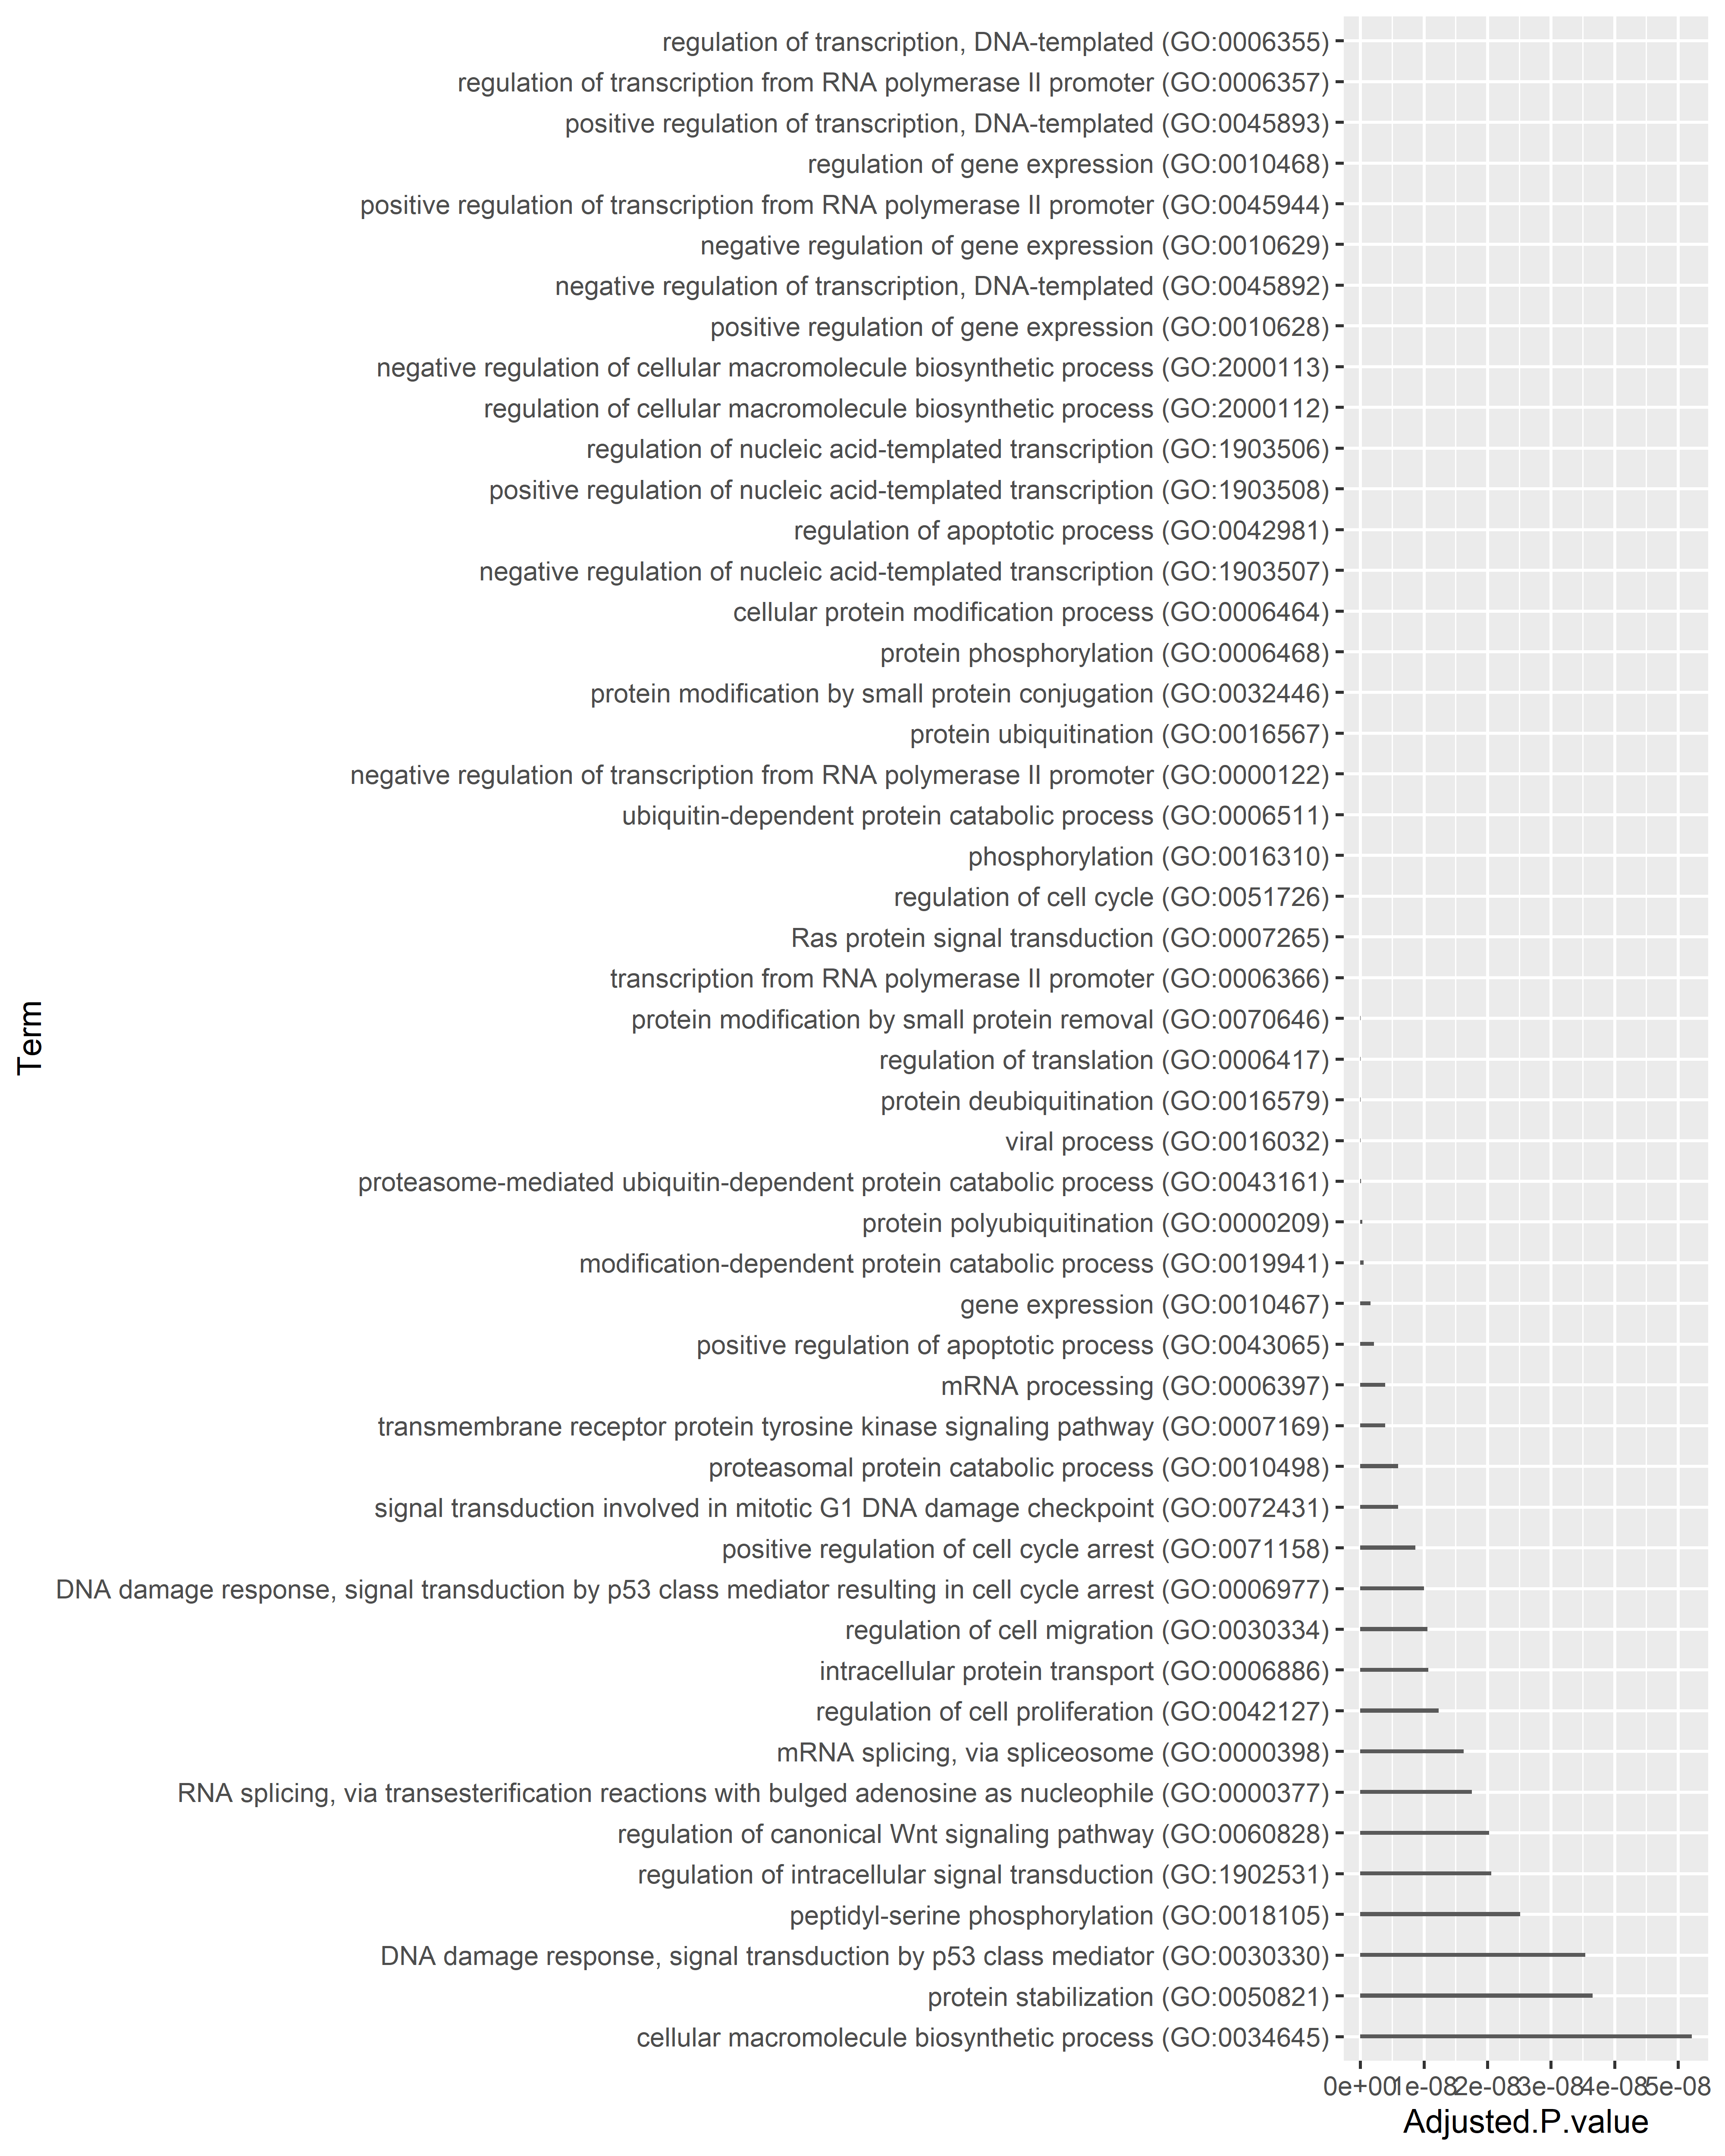 regulation of transcription, DNA-templated (GO:0006355)
regulation of transcription from RNA polymerase II promoter (GO:0006357)
positive regulation of transcription, DNA-templated (GO:0045893)
regulation of gene expression (GO:0010468)
positive regulation of transcription from RNA polymerase II promoter (GO:0045944)
negative regulation of gene expression (GO:0010629)
negative regulation of transcription, DNA-templated (GO:0045892)
positive regulation of gene expression (GO:0010628)
negative regulation of cellular macromolecule biosynthetic process (GO:2000113)
regulation of cellular macromolecule biosynthetic process (GO:2000112)
regulation of nucleic acid-templated transcription (GO:1903506)
positive regulation of nucleic acid-templated transcription (GO:1903508)
regulation of apoptotic process (GO:0042981)
negative regulation of nucleic acid-templated transcription (GO:1903507)
cellular protein modification process (GO:0006464)
protein phosphorylation (GO:0006468)
protein modification by small protein conjugation (GO:0032446)
protein ubiquitination (GO:0016567)
negative regulation of transcription from RNA polymerase II promoter (GO:0000122)
ubiquitin-dependent protein catabolic process (GO:0006511)
phosphorylation (GO:0016310)
regulation of cell cycle (GO:0051726)
Ras protein signal transduction (GO:0007265)
transcription from RNA polymerase II promoter (GO:0006366)
protein modification by small protein removal (GO:0070646)
regulation of translation (GO:0006417)
protein deubiquitination (GO:0016579)
viral process (GO:0016032)
proteasome-mediated ubiquitin-dependent protein catabolic process (GO:0043161)
protein polyubiquitination (GO:0000209)
modification-dependent protein catabolic process (GO:0019941)
gene expression (GO:0010467)
positive regulation of apoptotic process (GO:0043065)
mRNA processing (GO:0006397)
transmembrane receptor protein tyrosine kinase signaling pathway (GO:0007169)
proteasomal protein catabolic process (GO:0010498)
signal transduction involved in mitotic G1 DNA damage checkpoint (GO:0072431)
positive regulation of cell cycle arrest (GO:0071158)
DNA damage response, signal transduction by p53 class mediator resulting in cell cycle arrest (GO:0006977)
regulation of cell migration (GO:0030334)
intracellular protein transport (GO:0006886)
regulation of cell proliferation (GO:0042127)
mRNA splicing, via spliceosome (GO:0000398)
RNA splicing, via transesterification reactions with bulged adenosine as nucleophile (GO:0000377)
regulation of canonical Wnt signaling pathway (GO:0060828)
regulation of intracellular signal transduction (GO:1902531)
peptidyl-serine phosphorylation (GO:0018105)
DNA damage response, signal transduction by p53 class mediator (GO:0030330)
protein stabilization (GO:0050821)
cellular macromolecule biosynthetic process (GO:0034645)
Term
0e+00 1e-08 2e-08 3e-08 4e-08 5e-08
Adjusted.P.value